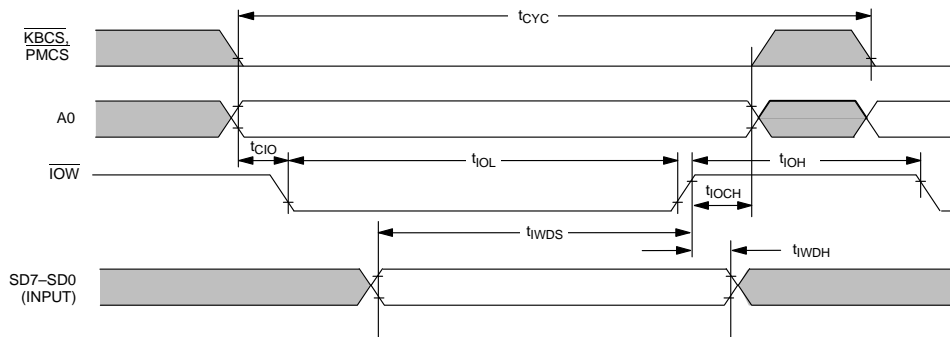 tCYC
KBCS,
PMCS
A0
tCIO
tIOL
tIOH
IOW
tIOCH
tIWDS
tIWDH
SD7–SD0
(INPUT)